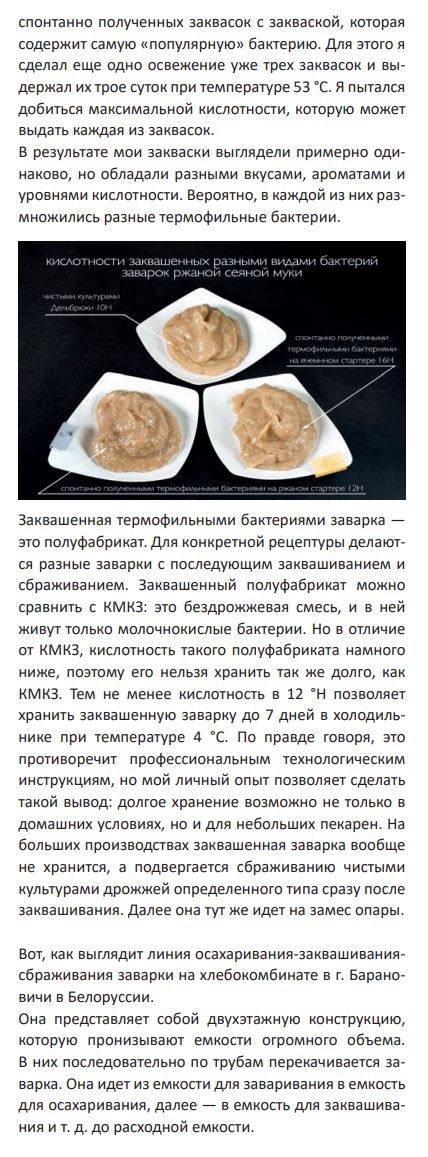 спонтанно полученных заквасок с закваской, которая
содержит самую «популярную» бактерию. Для этого я
сделал еще одно освежение уже трех заквасок и вы-
держал их трое суток при температуре 53 °С. Я пытался
добиться максимальной кислотности, которую может
выдать каждая из заквасок.
В результате мои закваски выглядели примерно оди-
наково, но обладали разными вкусами, ароматами и
уровнями кислотности. Вероятно, в каждой из них раз-
множились разные термофильные бактерии.
кислотности заквашенных разными видами бактерий
заварок ржаной сеяной муки
чистыми культурами
Дельбрюки 10Н
спонтанно полученными
термофильными бактериями
на ячменном стартере 16Н
спонтанно полученными термофильными бактериями на ржаном стартере 12Н
Заквашенная термофильными бактериями заварка —
это полуфабрикат. Для конкретной рецептуры делают-
ся разные заварки с последующим заквашиванием и
сбраживанием. Заквашенный полуфабрикат можно
сравнить с КМКЗ: это бездрожжевая смесь, и в ней
живут только молочнокислые бактерии. Но в отличие
от КМКЗ, кислотность такого полуфабриката намного
ниже, поэтому его нельзя хранить так же долго, как
КМКЗ. Тем не менее кислотность в 12 °Н позволяет
хранить заквашенную заварку до 7 дней в холодиль-
нике при температуре 4 °С. По правде говоря, это
противоречит профессиональным технологическим
инструкциям, но мой личный опыт позволяет сделать
такой вывод: долгое хранение возможно не только в
домашних условиях, но и для небольших пекарен. На
больших производствах заквашенная заварка вообще
не хранится, а подвергается сбраживанию чистыми
культурами дрожжей определенного типа сразу после
заквашивания. Далее она тут же идет на замес опары.
Вот, как выглядит линия осахаривания-заквашивания-
сбраживания заварки на хлебокомбинате в г. Барано-
вичи в Белоруссии.
Она представляет собой двухэтажную конструкцию,
которую пронизывают емкости огромного объема.
В них последовательно по трубам перекачивается за-
варка. Она идет из емкости для заваривания в емкость
для осахаривания, далее — в емкость для заквашива-
ния и т. д. до расходной емкости.